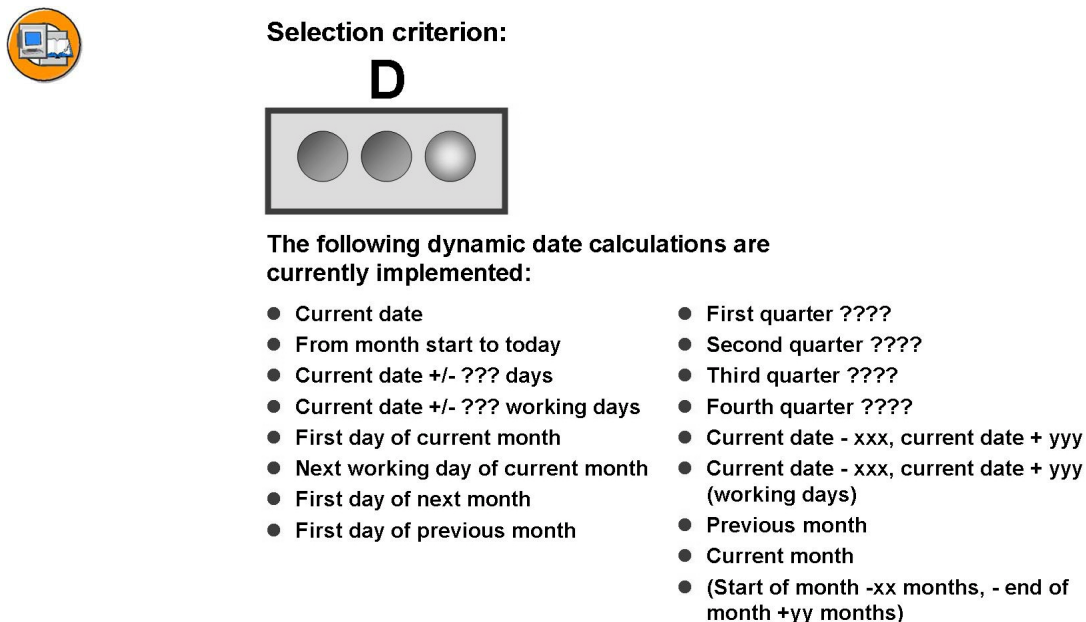 Selection criterion:
D
The following dynamic date calculations are
currently implemented:
● Current date
● From month start to today
● Current date +/- ??? days
● Current date +/- ??? working days
● First day of current month
● Next working day of current month
● First day of next month
● First day of previous month
● First quarter ????
● Second quarter ????
● Third quarter ????
● Fourth quarter ????
● Current date - xxx, current date + yyy
● Current date - xxx, current date + yyy
(working days)
● Previous month
● Current month
● (Start of month -xx months, - end of
month +yy months)